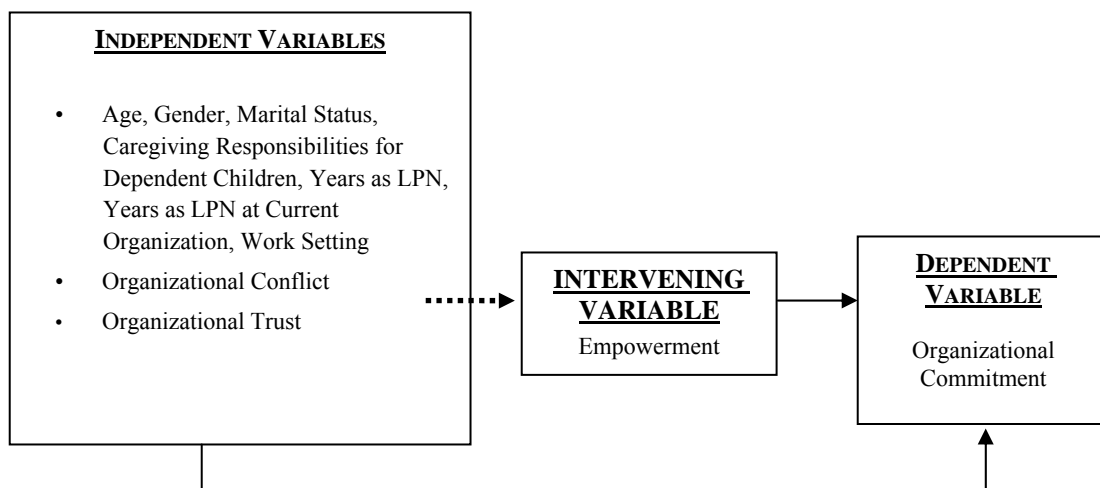 INDEPENDENT VARIABLES
• Age, Gender, Marital Status,
Caregiving Responsibilities for
Dependent Children, Years as LPN,
Years as LPN at Current
Organization, Work Setting
• Organizational Conflict
• Organizational Trust
INTERVENING
VARIABLE
Empowerment
DEPENDENT
VARIABLE
Organizational
Commitment